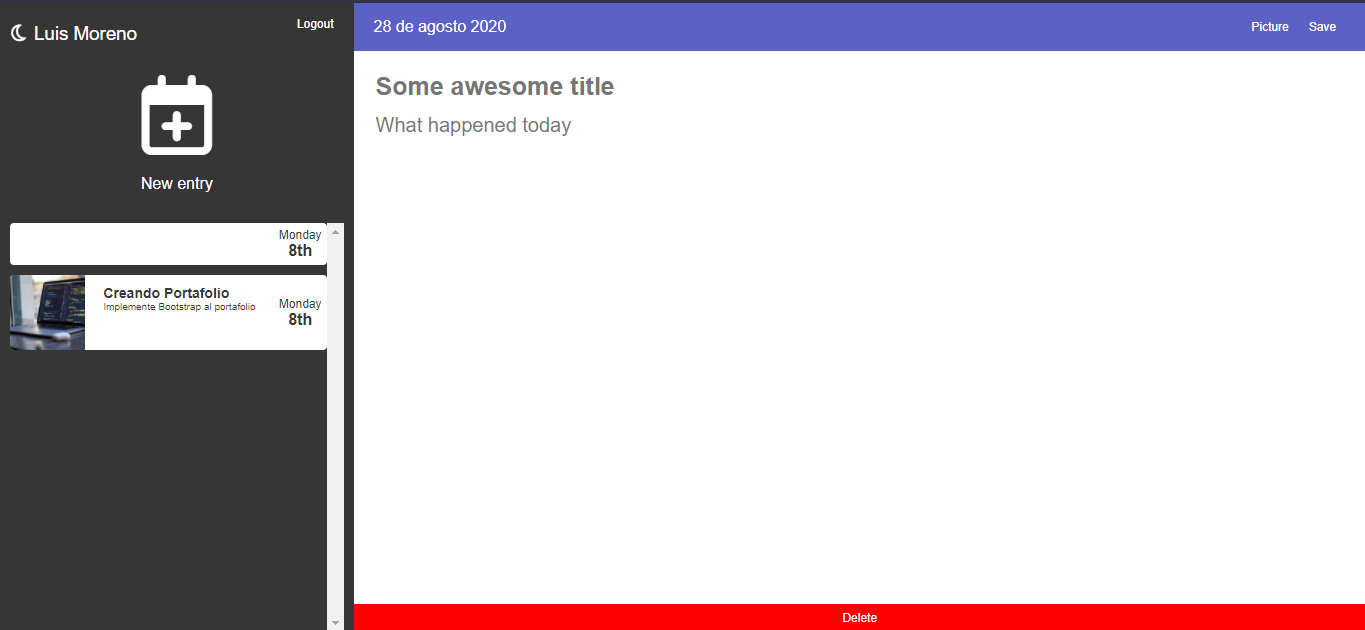 Luis Moreno
Logout
New entry
Monday
8th
Creando Portafolio
Implemente Bootstrap al portafolio
Monday
8th
28 de agosto 2020
Picture
Save
Some awesome title
What happened today
Delete